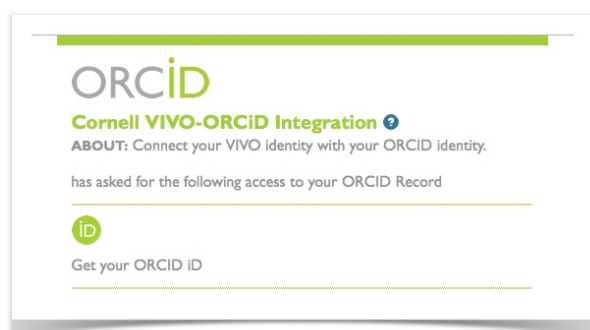 ORCiD
Cornell VIVO-ORCiD Integration ?
ABOUT: Connect your VIVO identity with your ORCID identity.
has asked for the following access to your ORCID Record
iD
Get your ORCID iD